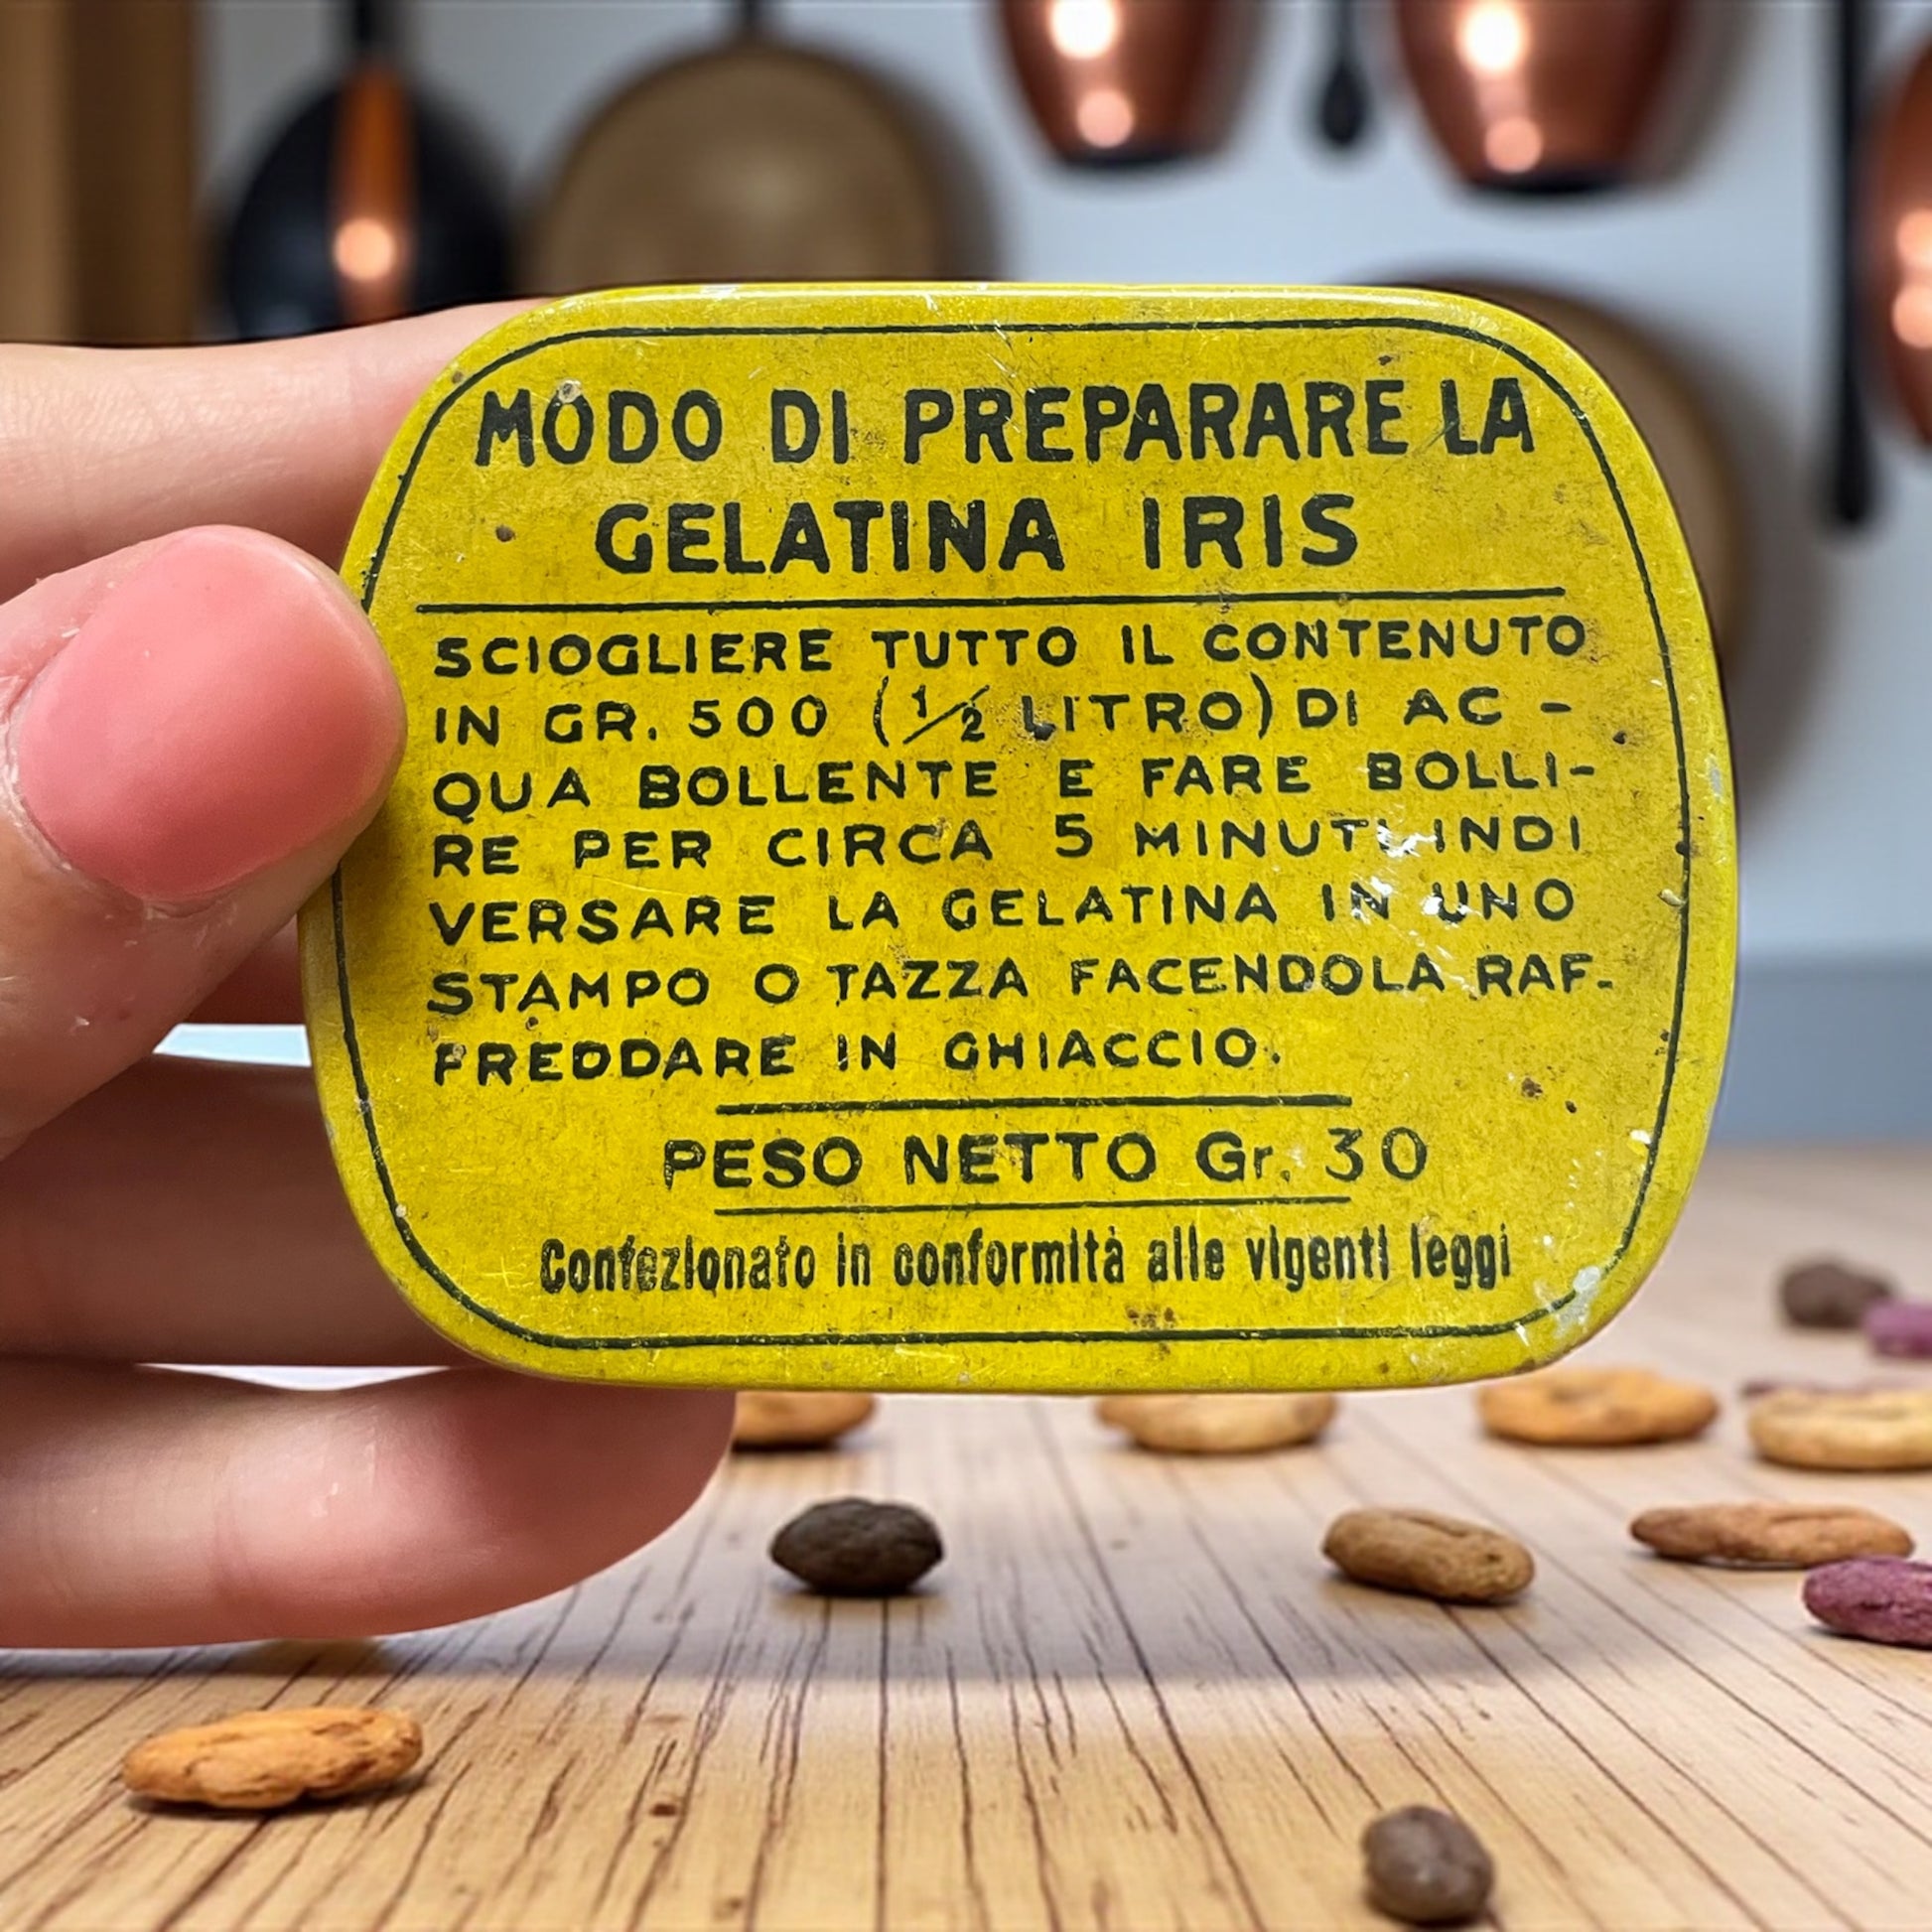 MODO DI PREPARARE LA
GELATINA IRIS
SCIOGLIERE TUTTO IL CONTENUTO
IN GR. 500 (1/2 LITRO) DI AC -
QUA BOLLENTE E FARE BOLLI-
RE PER CIRCA 5 MINUTI INDI
VERSARE LA GELATINA IN UNO
STAMPO O TAZZA FACENDOLA RAF-
FREDDARE IN GHIACCIO.
PESO NETTO Gr. 30
Confezionato in conformità alle vigenti leggi